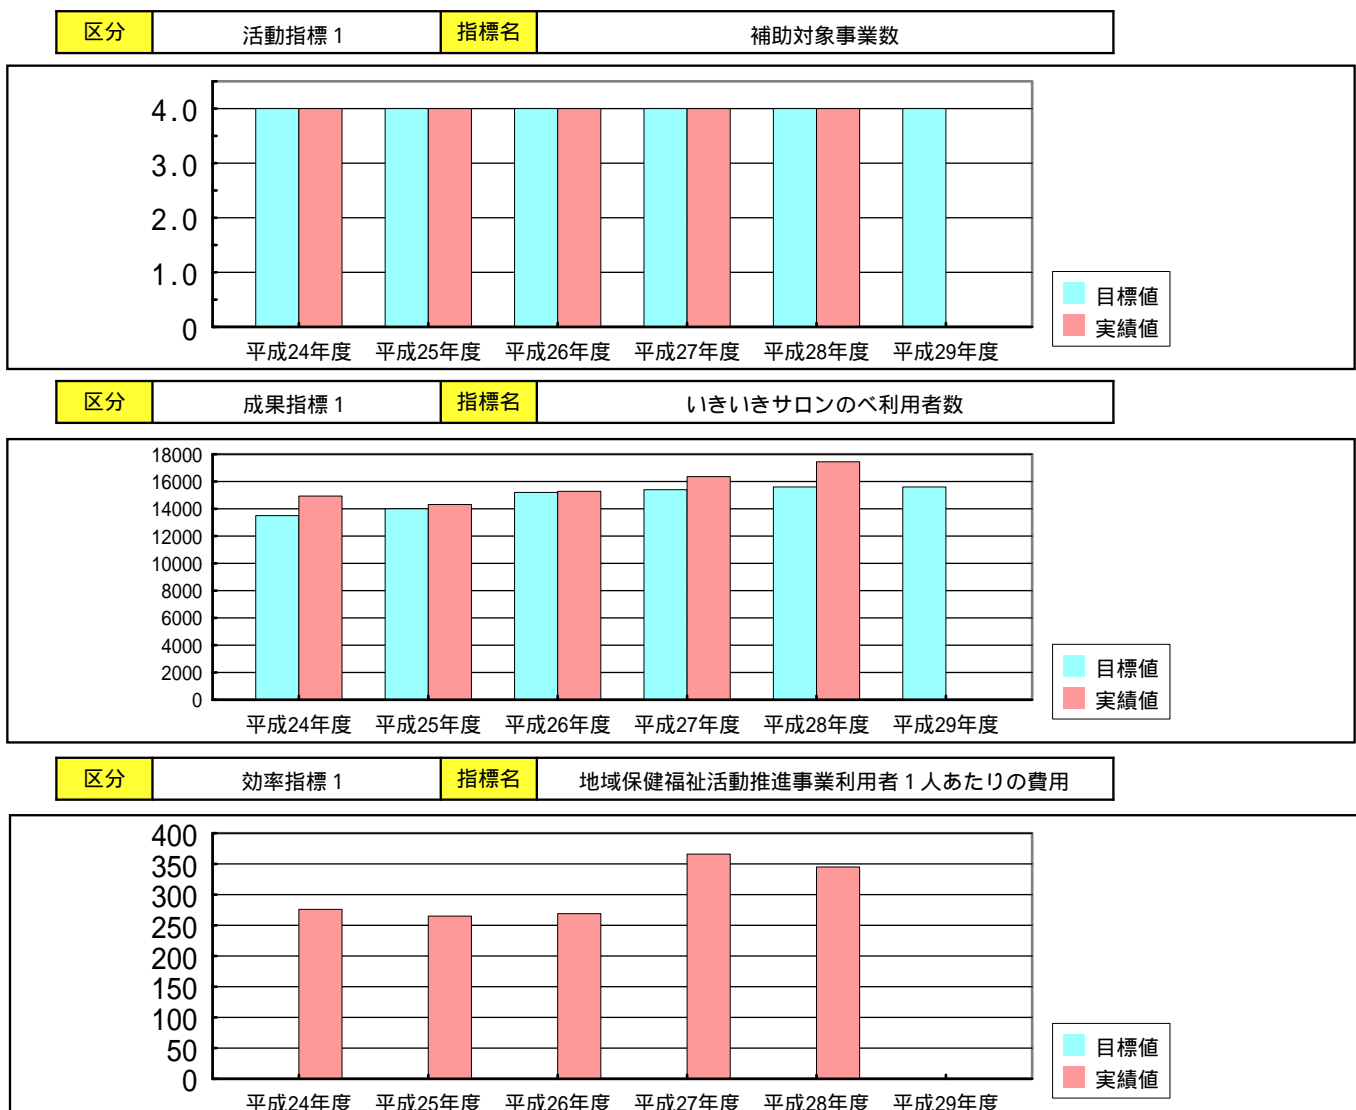 区分 活動指標1 指標名 補助対象事業数
4.0
3.0
2.0
1.0
0
平成24年度 平成25年度 平成26年度 平成27年度 平成28年度 平成29年度
目標値
実績値
区分 成果指標1 指標名 いきいきサロンのべ利用者数
18000
16000
14000
12000
10000
8000
6000
4000
2000
0
平成24年度 平成25年度 平成26年度 平成27年度 平成28年度 平成29年度
目標値
実績値
区分 効率指標1 指標名 地域保健福祉活動推進事業利用者1人あたりの費用
400
350
300
250
200
150
100
50
0
平成24年度 平成25年度 平成26年度 平成27年度 平成28年度 平成29年度
目標値
実績値